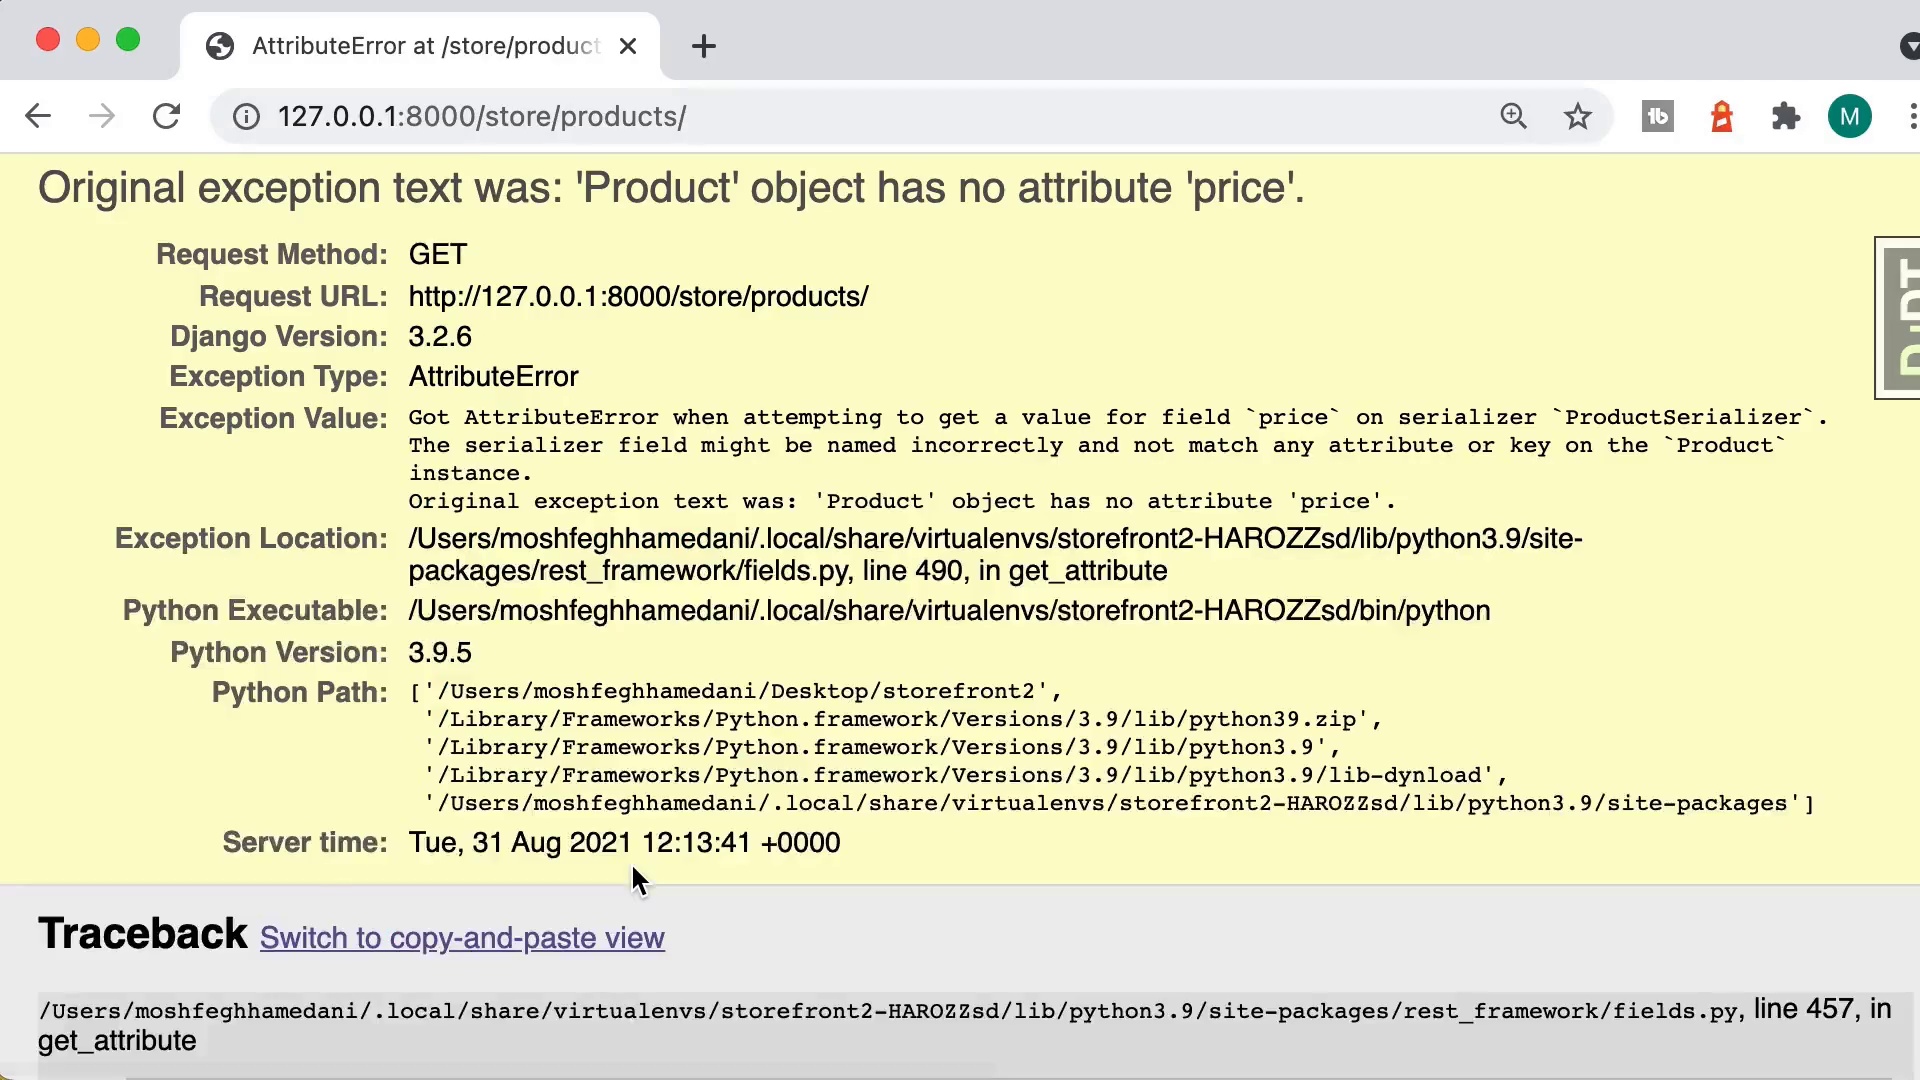 AttributeError at /store/product
127.0.0.1:8000/store/products/
M
Original exception text was: 'Product' object has no attribute 'price'.
Request Method: GET
Request URL: http://127.0.0.1:8000/store/products/
Django Version: 3.2.6
Exception Type: AttributeError
Exception Value: Got AttributeError when attempting to get a value for field `price` on serializer `ProductSerializer`.
The serializer field might be named incorrectly and not match any attribute or key on the `Product`
instance.
Original exception text was: 'Product' object has no attribute 'price'.
Exception Location: /Users/moshfeghhamedani/.local/share/virtualenvs/storefront2-HAROZZsd/lib/python3.9/site-
packages/rest_framework/fields.py, line 490, in get_attribute
Python Executable: /Users/moshfeghhamedani/.local/share/virtualenvs/storefront2-HAROZZsd/bin/python
Python Version: 3.9.5
Python Path: ['/Users/moshfeghhamedani/Desktop/storefront2',
'/Library/Frameworks/Python.framework/Versions/3.9/lib/python39.zip',
'/Library/Frameworks/Python.framework/Versions/3.9/lib/python3.9',
'/Library/Frameworks/Python.framework/Versions/3.9/lib/python3.9/lib-dynload',
'/Users/moshfeghhamedani/.local/share/virtualenvs/storefront2-HAROZZsd/lib/python3.9/site-packages']
Server time: Tue, 31 Aug 2021 12:13:41 +0000
Traceback Switch to copy-and-paste view
/Users/moshfeghhamedani/.local/share/virtualenvs/storefront2-HAROZZsd/lib/python3.9/site-packages/rest_framework/fields.py, line 457, in
get_attribute